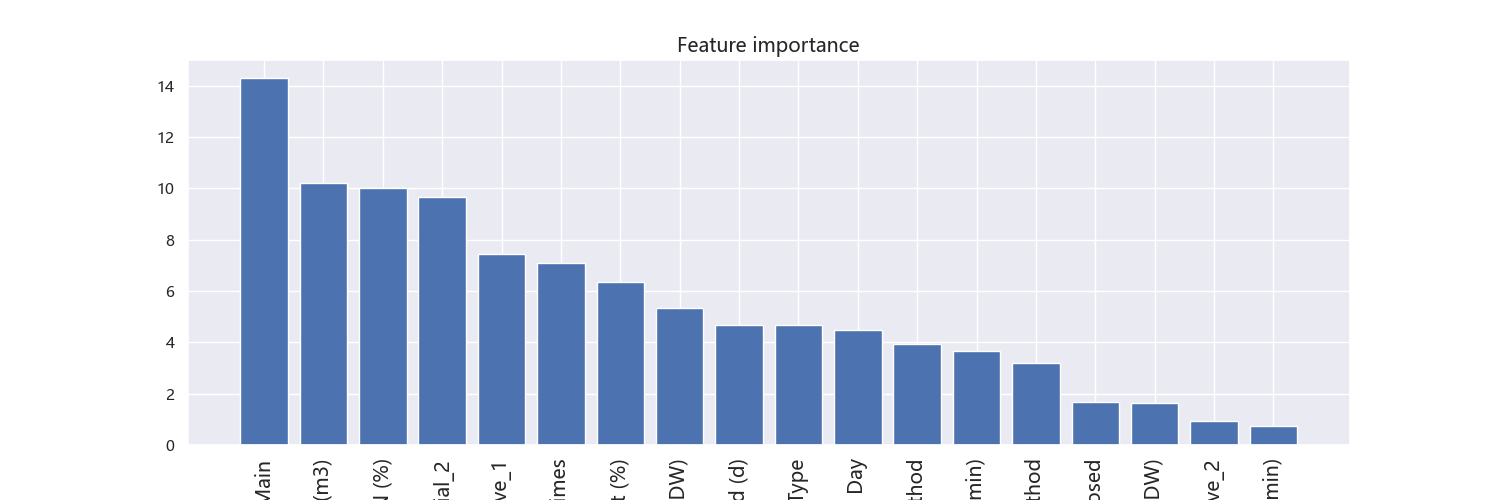 Feature importance
14
12
10
8
6
4
2
0
Main
(m3)
(%)
ial_2
ve_1
imes
t (%)
DW)
d (d)
Type
Day
thod
min)
thod
osed
DW)
ve_2
min)